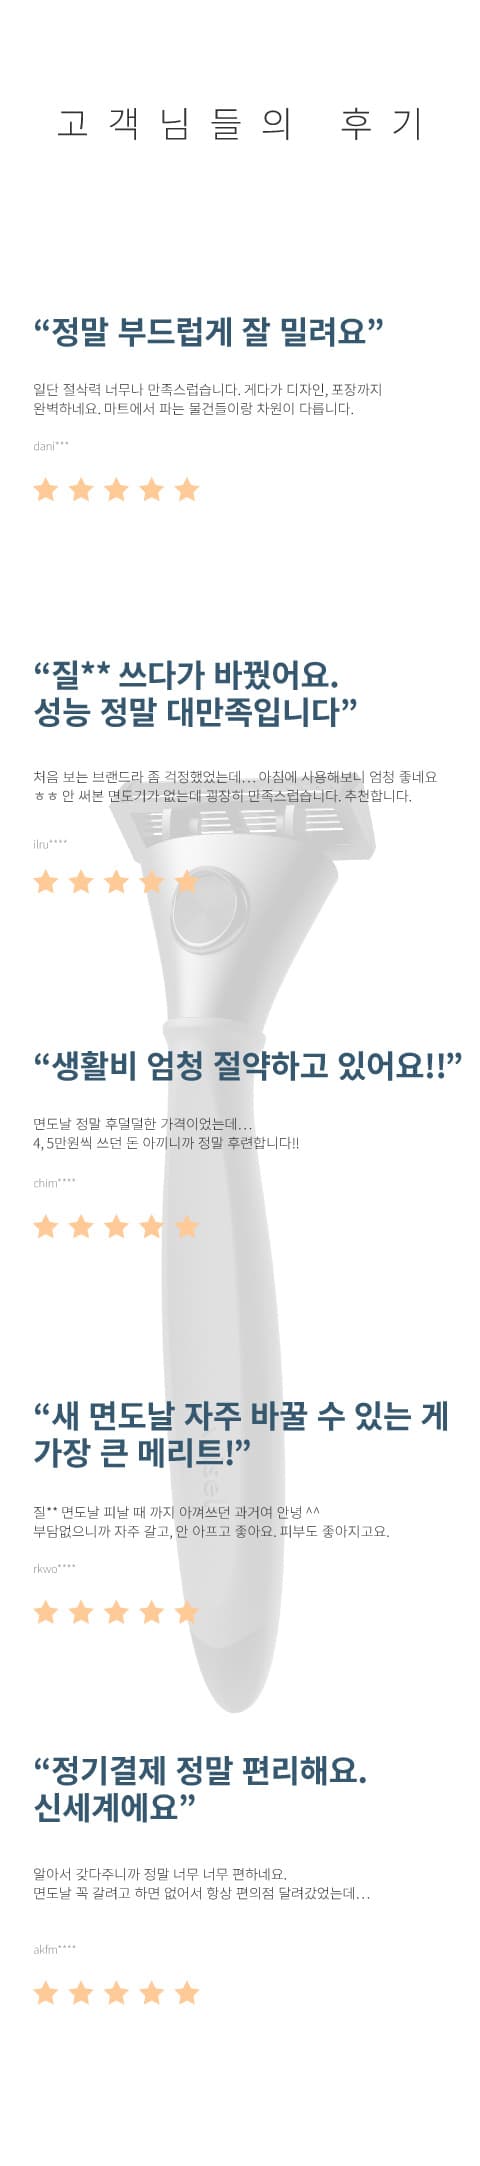 고객님들의 후기
“정말 부드럽게 잘 밀려요”
일단 절삭력 너무나 만족스럽습니다. 게다가 디자인, 포장까지
완벽하네요. 마트에서 파는 물건들이랑 차원이 다릅니다.
dani***
“질** 쓰다가 바꿨어요.
성능 정말 대만족입니다”
처음 보는 브랜드라 좀 걱정했었는데... 아침에 사용해보니 엄청 좋네요
ㅎㅎ 안 써본 면도기가 없는데 굉장히 만족스럽습니다. 추천합니다.
ilru****
“생활비 엄청 절약하고 있어요!!”
면도날 정말 후덜덜한 가격이었는데...
4, 5만원씩 쓰던 돈 아끼니까 정말 후련합니다!!
chim****
“새 면도날 자주 바꿀 수 있는 게
가장 큰 메리트!”
질** 면도날 피날 때 까지 아껴쓰던 과거여 안녕 ^^
부담없으니까 자주 갈고, 안 아프고 좋아요. 피부도 좋아지고요.
rkwo****
“정기결제 정말 편리해요.
신세계에요”
알아서 갖다주니까 정말 너무 너무 편하네요.
면도날 꼭 갈려고 하면 없어서 항상 편의점 달려갔었는데...
akfm****